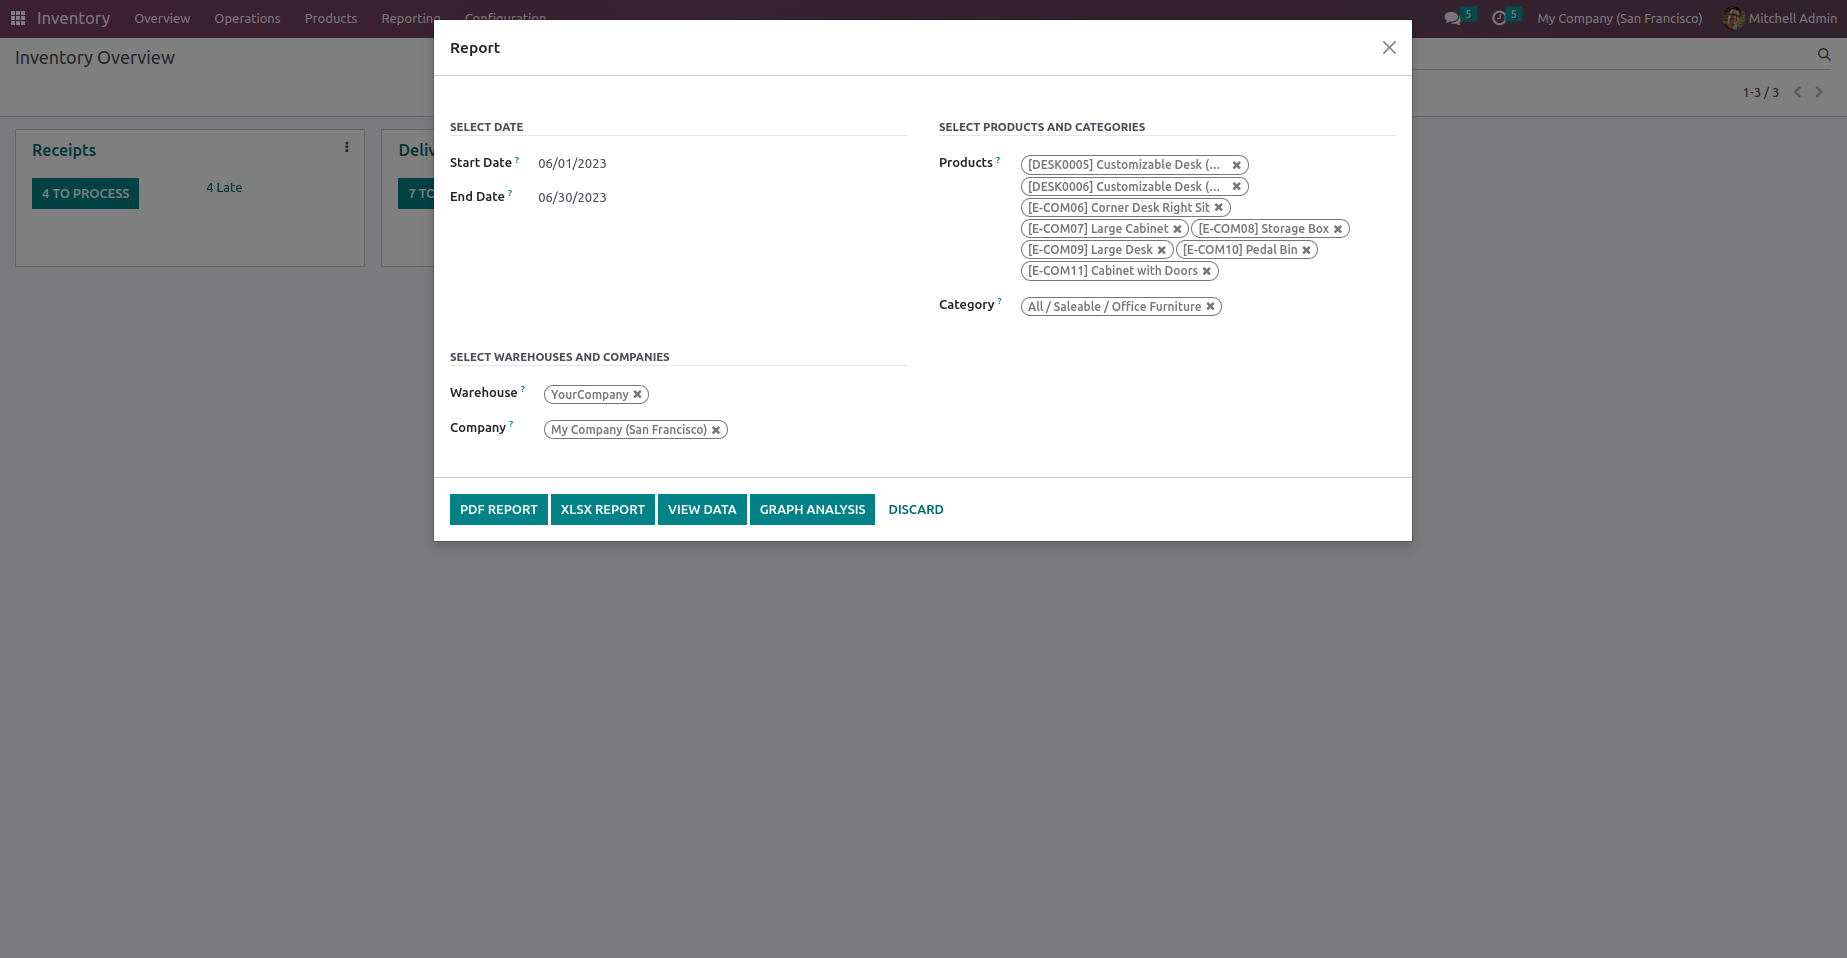 Inventory Overview Operations Products Reporting Configuration 5 5 My Company (San Francisco) Mitchell Admin
Inventory Overview
1-3 / 3
Receipts
4 TO PROCESS 4 Late
Deliv
7 TO
Report
SELECT DATE
Start Date ? 06/01/2023
End Date ? 06/30/2023
SELECT PRODUCTS AND CATEGORIES
Products ? [DESK0005] Customizable Desk (...
[DESK0006] Customizable Desk (...
[E-COM06] Corner Desk Right Sit
[E-COM07] Large Cabinet [E-COM08] Storage Box
[E-COM09] Large Desk [E-COM10] Pedal Bin
[E-COM11] Cabinet with Doors
Category ? All / Saleable / Office Furniture
SELECT WAREHOUSES AND COMPANIES
Warehouse ? YourCompany
Company ? My Company (San Francisco)
PDF REPORT XLSX REPORT VIEW DATA GRAPH ANALYSIS DISCARD